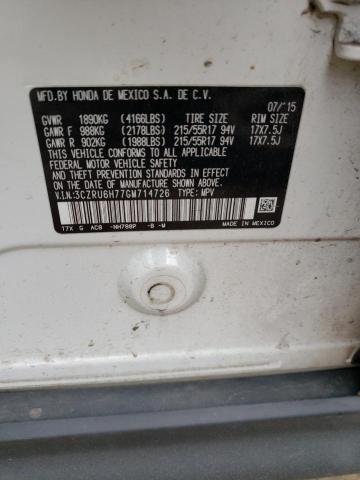 MFD.BY HONDA DE MEXICO S.A. DE C.V.
07/'15
GVWR 1890KG (4166LBS) TIRE SIZE RIM SIZE
GAWR F 988KG (2178LBS) 215/55R17 94V 17X7.5J
GAWR R 902KG (1988LBS) 215/55R17 94V 17X7.5J
THIS VEHICLE CONFORMS TO ALL APPLICABLE
FEDERAL MOTOR VEHICLE SAFETY AND THEFT
PREVENTION STANDARDS IN EFFECT ON THE
DATE OF MANUFACTURE SHOWN ABOVE.
V.I.N:3CZRU6H77GM714726 TYPE: MPV
17X G AC8 -NH788P -B -M MADE IN MEXICO